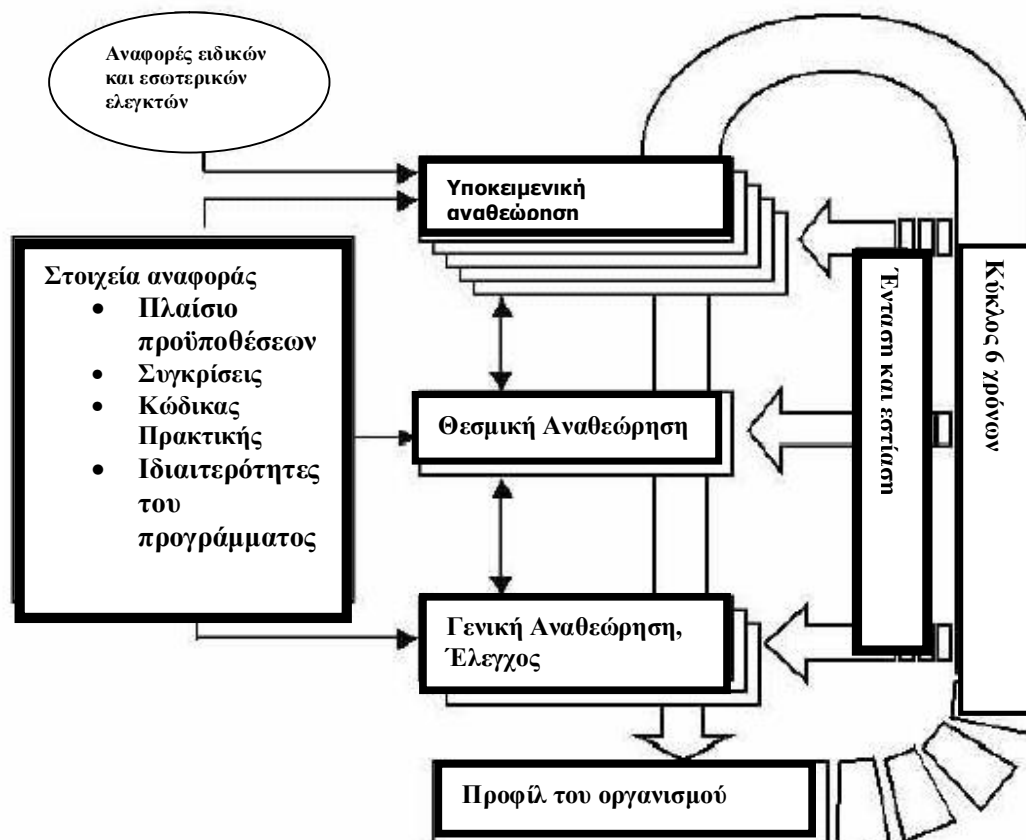 Αναφορές ειδικών
και εσωτερικών
ελεγκτών
Υποκειμενική
αναθεώρηση
Στοιχεία αναφοράς
• Πλαίσιο
προϋποθέσεων
• Συγκρίσεις
• Κώδικας
Πρακτικής
• Ιδιαιτερότητες
του
προγράμματος
Θεσμική Αναθεώρηση
Γενική Αναθεώρηση,
Έλεγχος
Προφίλ του οργανισμού
Ένταση και εστίαση
Κύκλος 6 χρόνων